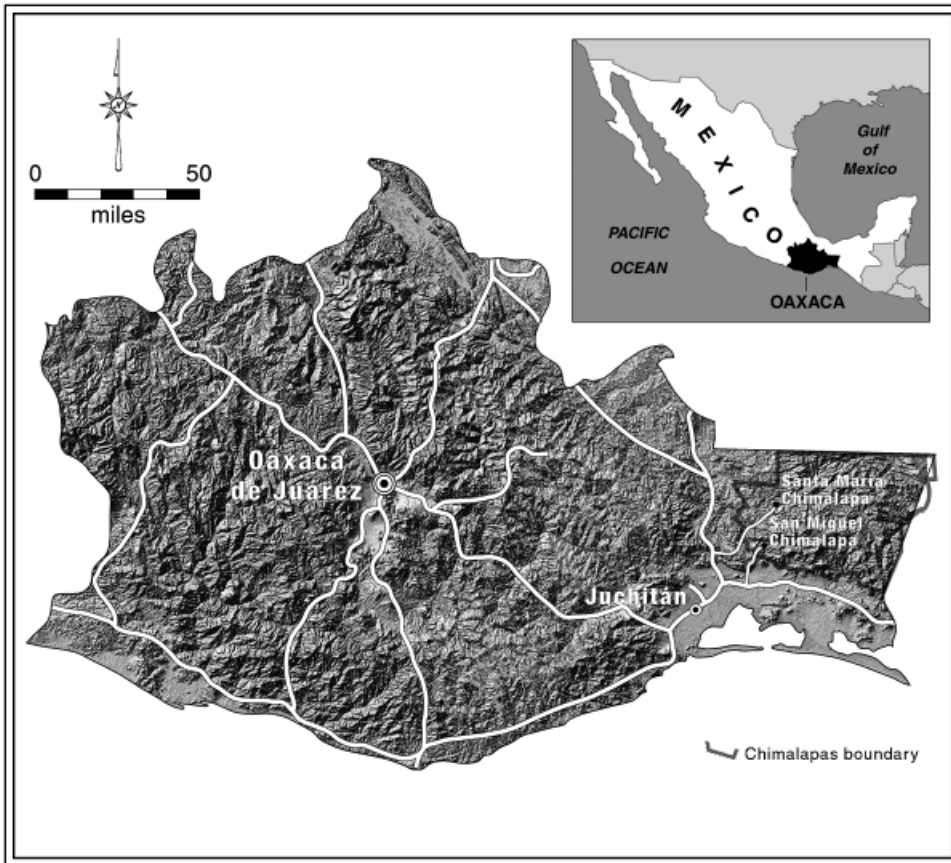 N
0 50
miles
MEXICO
Gulf
of
Mexico
PACIFIC
OCEAN
OAXACA
Oaxaca
de Juárez
Santa María
Chimalapa
San Miguel
Chimalapa
Juchitán
Chimalapas boundary